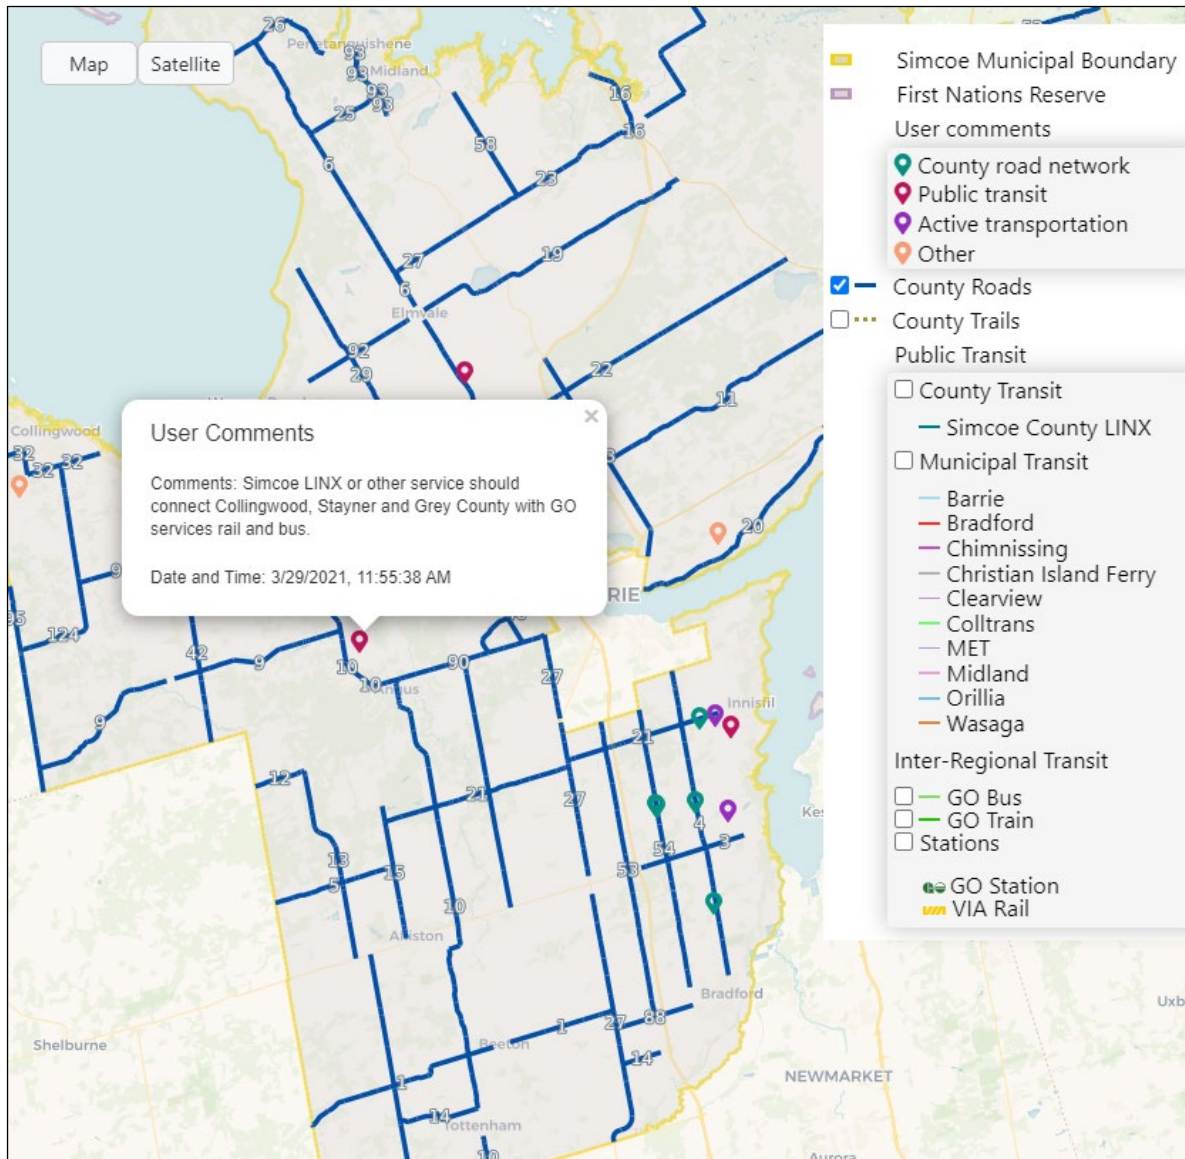 Map
Satellite
Simcoe Municipal Boundary
First Nations Reserve
User comments
County road network
Public transit
Active transportation
Other
County Roads
County Trails
Public Transit
County Transit
Simcoe County LINX
Municipal Transit
Barrie
Bradford
Chimnissing
Christian Island Ferry
Clearview
Colltrans
MET
Midland
Orillia
Wasaga
Inter-Regional Transit
GO Bus
GO Train
Stations
GO Station
VIA Rail
User Comments
×
Comments: Simcoe LINX or other service should
connect Collingwood, Stayner and Grey County with GO
services rail and bus.
Date and Time: 3/29/2021, 11:55:38 AM
26
Penetanguishene
93
Midland
93
93
93
25
16
16
58
6
23
27
19
6
Elmvale
92
29
22
11
Collingwood
32
32
32
20
RIE
124
42
9
10
10
Angus
90
27
9
Innisfil
21
12
21
27
4
3
54
53
13
5
15
10
Alliston
Bradford
88
27
1
Beeton
14
1
14
Tottenham
10
Shelburne
NEWMARKET
Aurora
Uxb
Kes